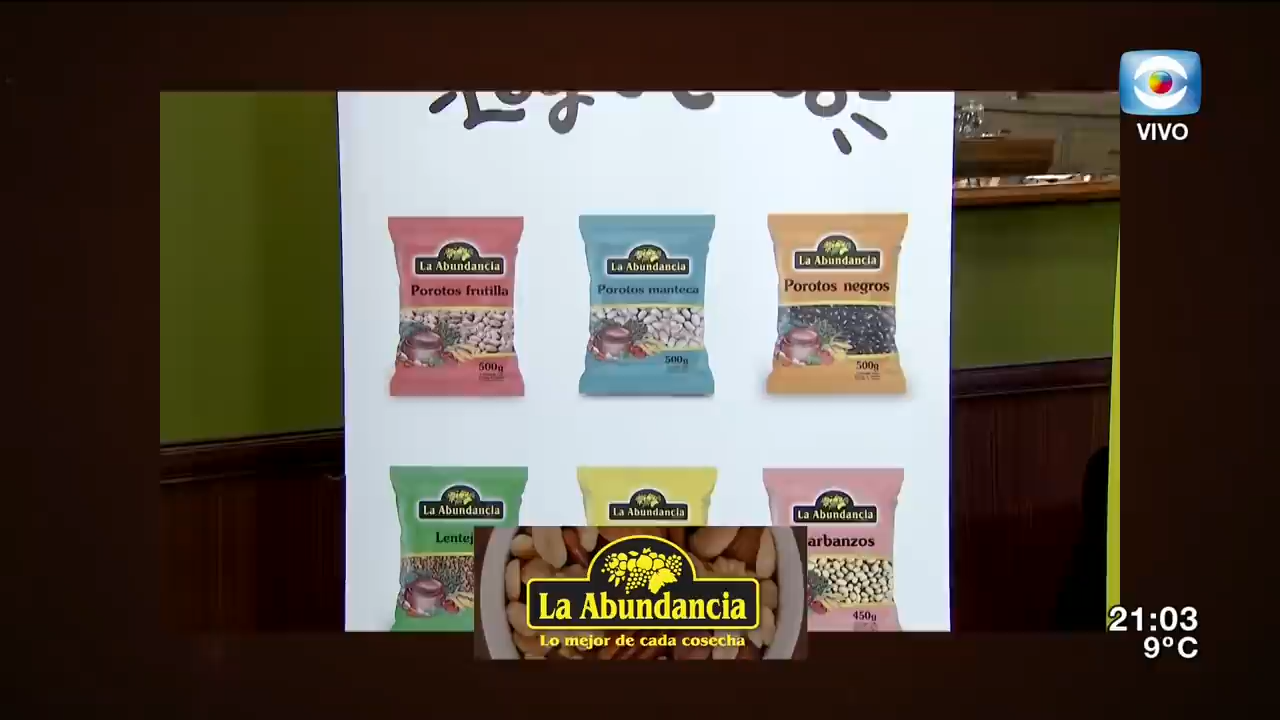 VIVO
La Abundancia
Porotos frutilla
500g
La Abundancia
Porotos manteca
500g
La Abundancia
Porotos negros
500g
La Abundancia
La Abundancia
La Abundancia
arbanzos
450g
La Abundancia
Lo mejor de cada cosecha
21:03
9°C